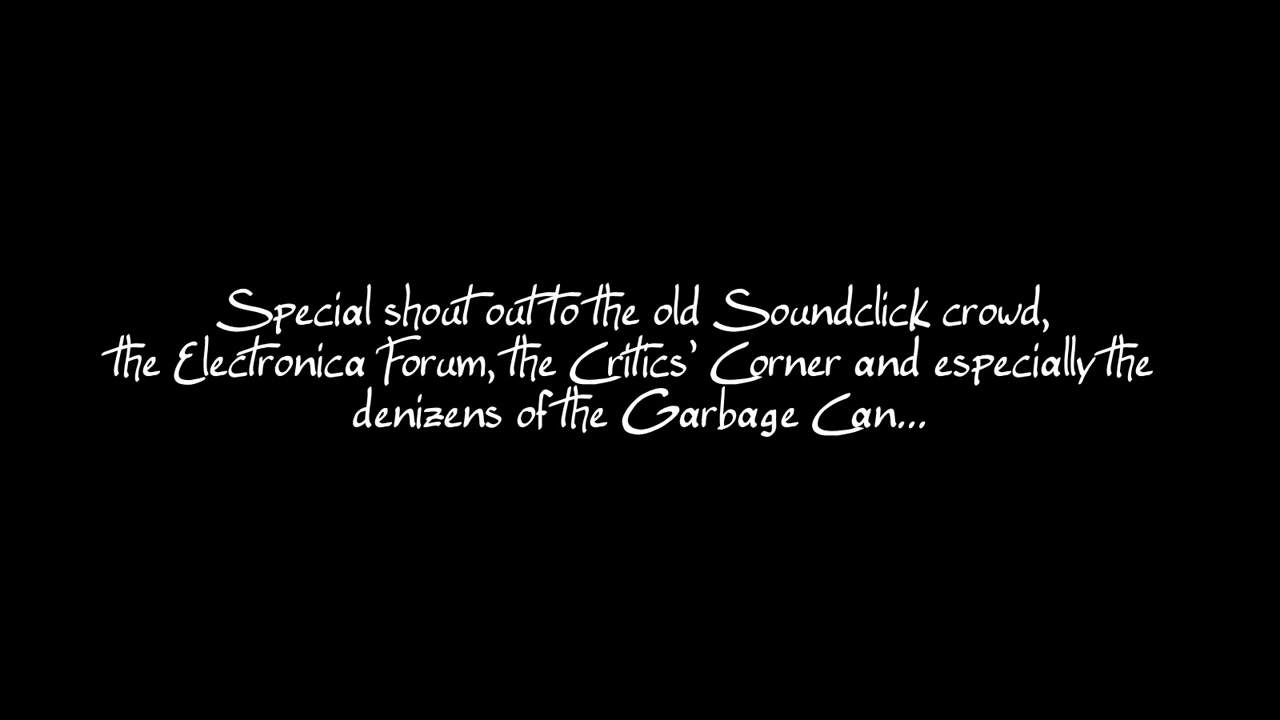 Special shout out to the old Soundclick crowd,
the Electronica Forum, the Critics' Corner and especially the
denizens of the Garbage Can...